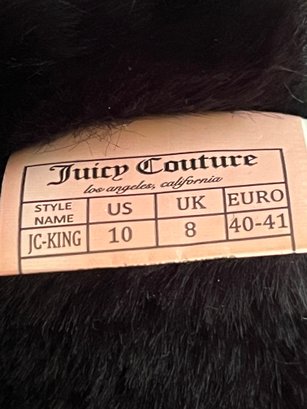 Juicy Couture
los angeles, california
STYLE NAME US UK EURO
JC-KING 10 8 40-41